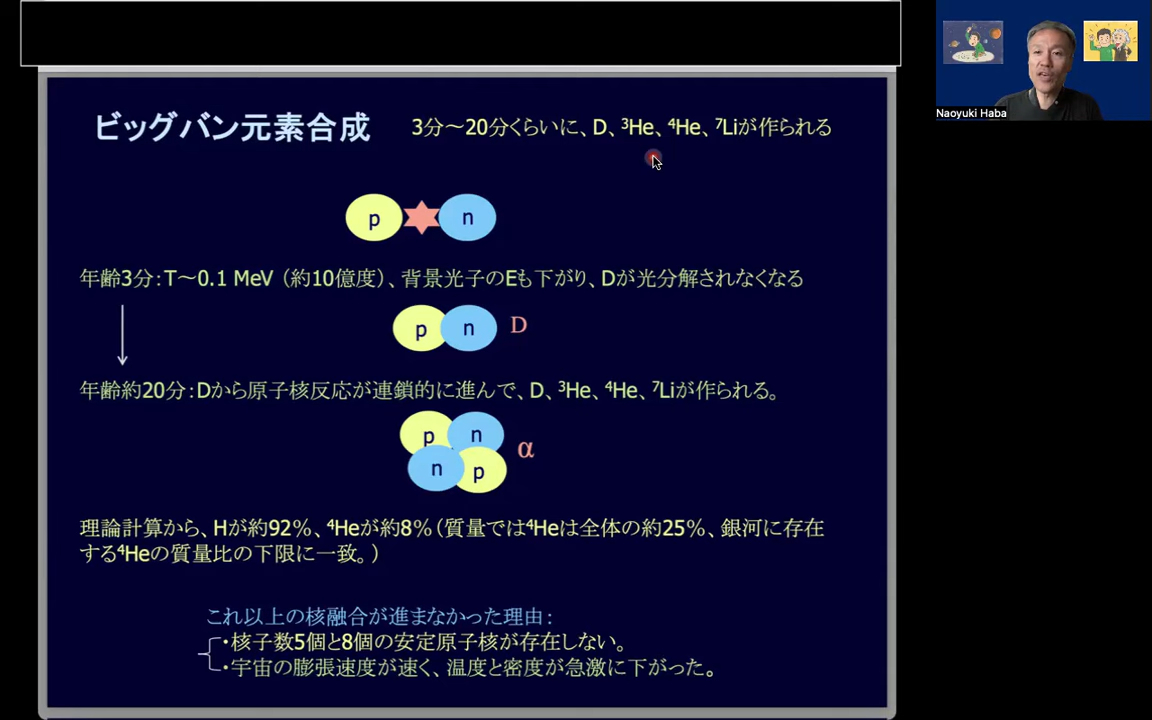 ビッグバン元素合成
3分～20分くらいに、D、³He、⁴He、⁷Liが作られる
Naoyuki Haba
p n
年齢3分：T～0.1 MeV（約10億度）、背景光子のEも下がり、Dが光分解されなくなる
p n D
年齢約20分：Dから原子核反応が連鎖的に進んで、D、³He、⁴He、⁷Liが作られる。
p n
α
n p
理論計算から、Hが約92％、⁴Heが約8％（質量では⁴Heは全体の約25％、銀河に存在
する⁴Heの質量比の下限に一致。）
これ以上の核融合が進まなかった理由：
・核子数5個と8個の安定原子核が存在しない。
・宇宙の膨張速度が速く、温度と密度が急激に下がった。